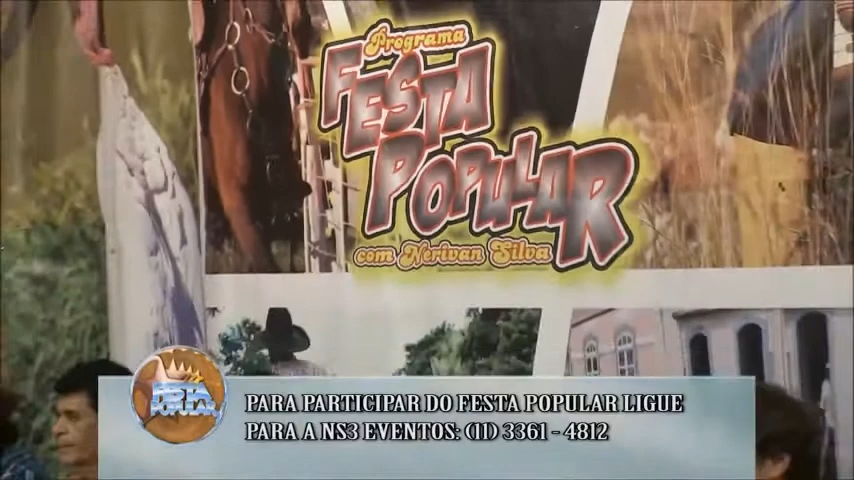 Programa
FESTA
POPULAR
com Nerivan Silva
FESTA
POPULAR
PARA PARTICIPAR DO FESTA POPULAR LIGUE
PARA A NS3 EVENTOS: (11) 3361 - 4812